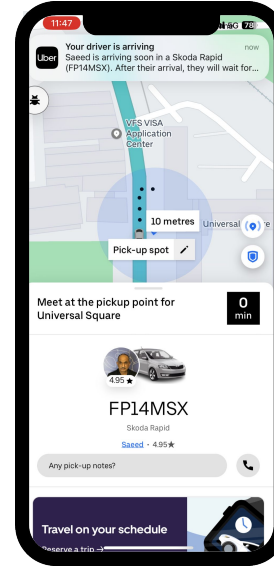 11:47
5G 78
Uber
Your driver is arriving
now
Saeed is arriving soon in a Skoda Rapid
(FP14MSX). After their arrival, they will wait for...
VFS VISA
Application
Center
10 metres
Universal
Pick-up spot
Meet at the pickup point for
Universal Square
0
min
4.95 ★
FP14MSX
Skoda Rapid
Saeed • 4.95★
Any pick-up notes?
Travel on your schedule
Reserve a trip →